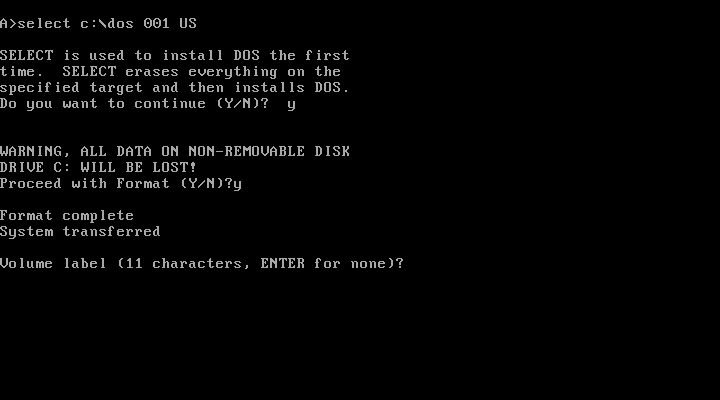 A>select c:\dos 001 US
SELECT is used to install DOS the first
time.  SELECT erases everything on the
specified target and then installs DOS.
Do you want to continue (Y/N)?  y
WARNING, ALL DATA ON NON-REMOVABLE DISK
DRIVE C: WILL BE LOST!
Proceed with Format (Y/N)?y
Format complete
System transferred
Volume label (11 characters, ENTER for none)?